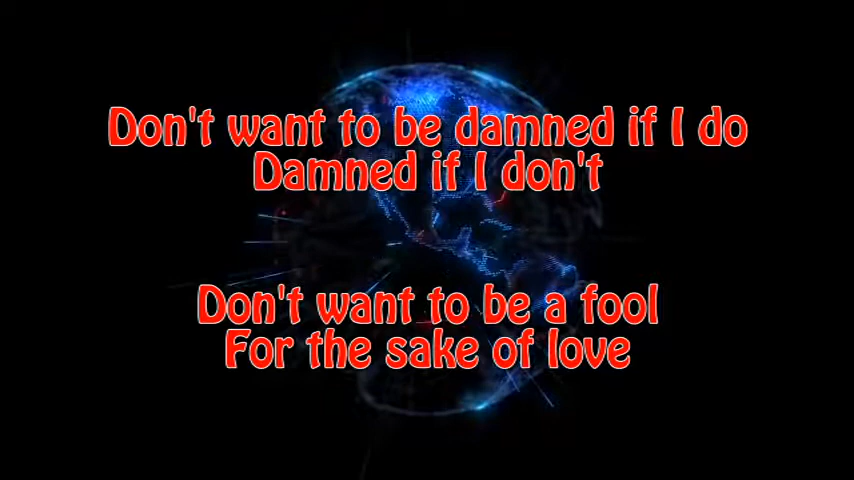 Don't want to be damned if I do
Damned if I don't
Don't want to be a fool
For the sake of love